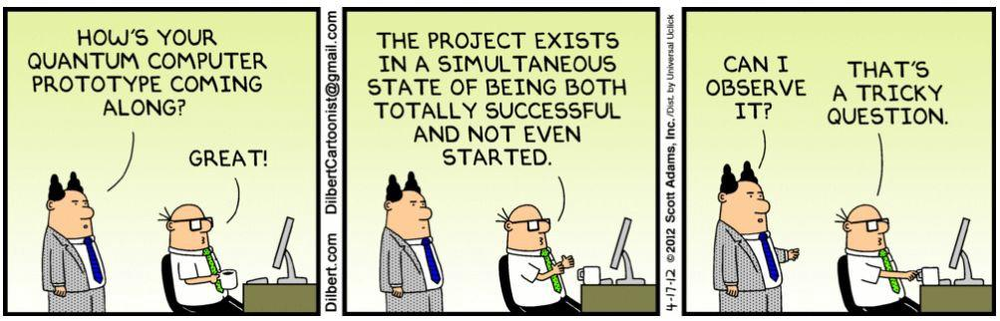 HOW'S YOUR
QUANTUM COMPUTER
PROTOTYPE COMING
ALONG?
GREAT!
Dilbert.com DilbertCartoonist@gmail.com
THE PROJECT EXISTS
IN A SIMULTANEOUS
STATE OF BEING BOTH
TOTALLY SUCCESSFUL
AND NOT EVEN
STARTED.
4-17-12 ©2012 Scott Adams, Inc./Dist. by Universal Uclick
CAN I
OBSERVE
IT?
THAT'S
A TRICKY
QUESTION.